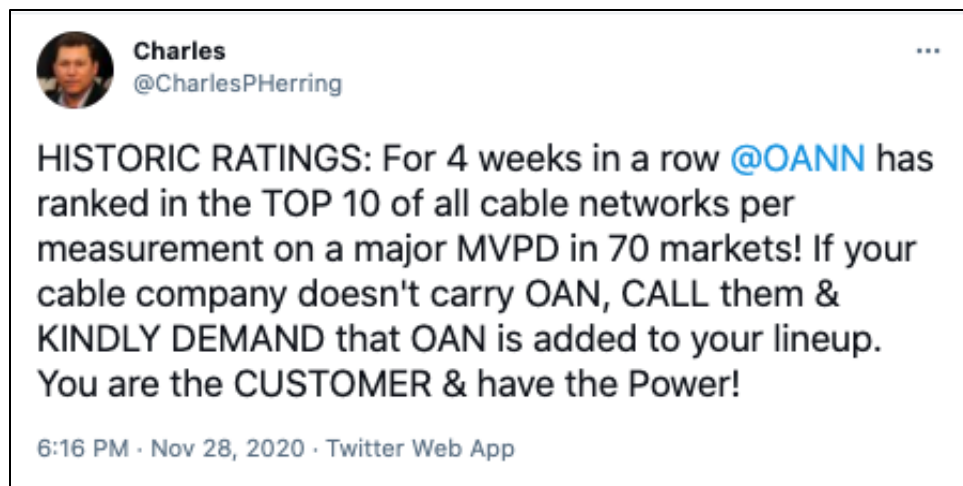 Charles
@CharlesPHerring
HISTORIC RATINGS: For 4 weeks in a row @OANN has
ranked in the TOP 10 of all cable networks per
measurement on a major MVPD in 70 markets! If your
cable company doesn't carry OAN, CALL them &
KINDLY DEMAND that OAN is added to your lineup.
You are the CUSTOMER & have the Power!
6:16 PM · Nov 28, 2020 · Twitter Web App